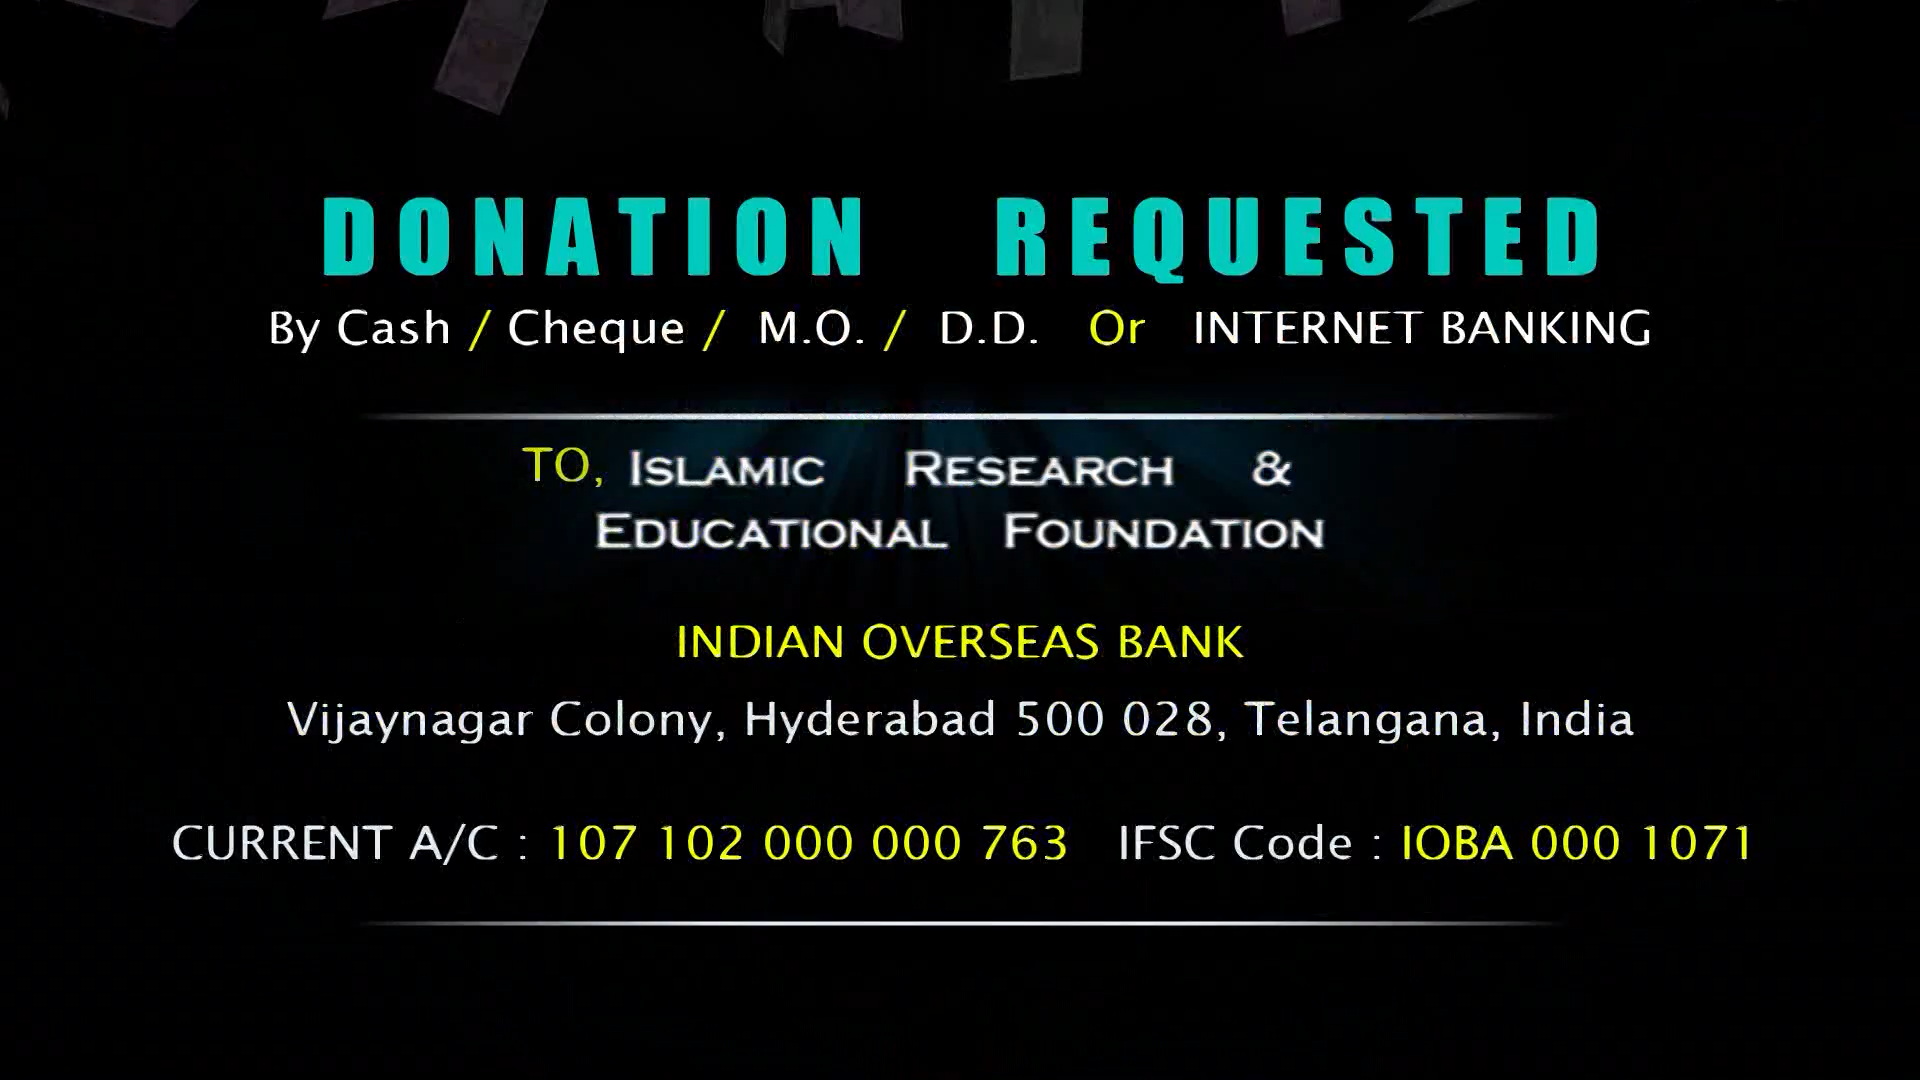 DONATION REQUESTED
By Cash / Cheque / M.O. / D.D. Or INTERNET BANKING
TO, ISLAMIC RESEARCH &
EDUCATIONAL FOUNDATION
INDIAN OVERSEAS BANK
Vijaynagar Colony, Hyderabad 500 028, Telangana, India
CURRENT A/C : 107 102 000 000 763 IFSC Code : IOBA 000 1071